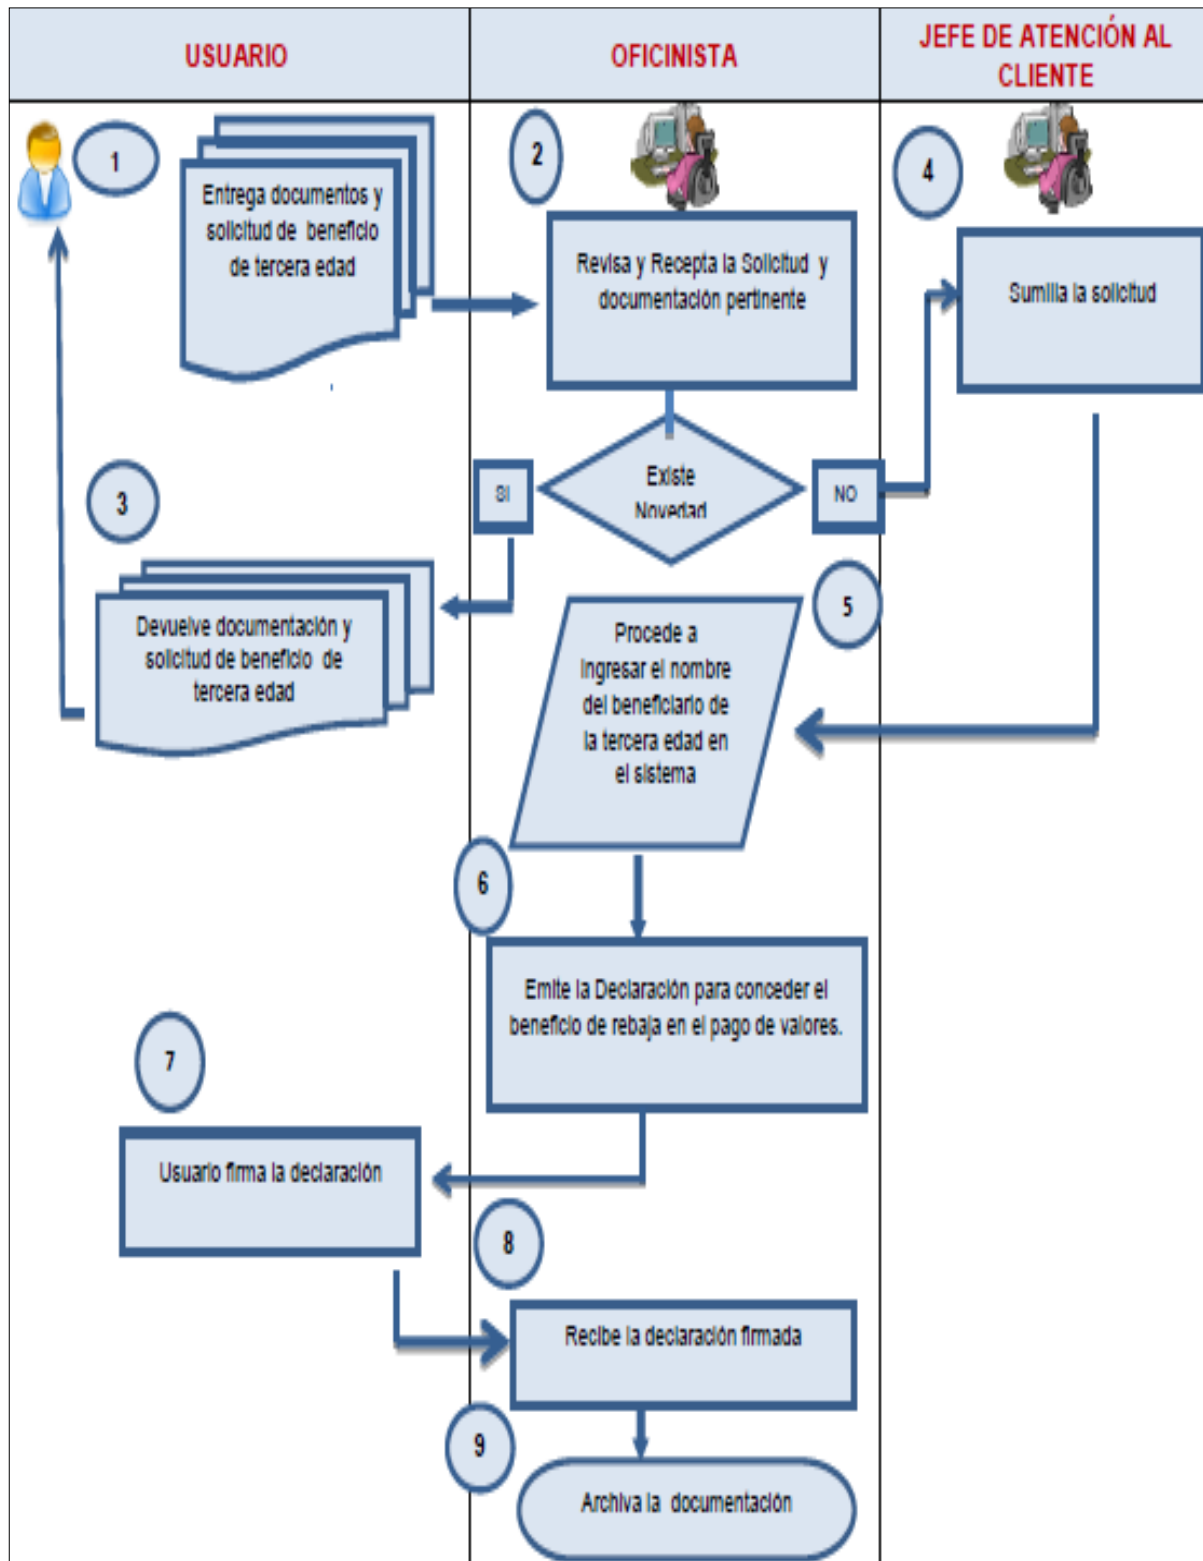 USUARIO
OFICINISTA
JEFE DE ATENCIÓN AL
CLIENTE
1
Entrega documentos y
solicitud de beneficio
de tercera edad
2
Revisa y Recepta la Solicitud y
documentación pertinente
4
Sumilla la solicitud
Existe
Novedad
SI
NO
3
Devuelve documentación y
solicitud de beneficio de
tercera edad
5
Procede a
Ingresar el nombre
del beneficiario de
la tercera edad en
el sistema
6
Emite la Declaración para conceder el
beneficio de rebaja en el pago de valores.
7
Usuario firma la declaración
8
Recibe la declaración firmada
9
Archiva la documentación